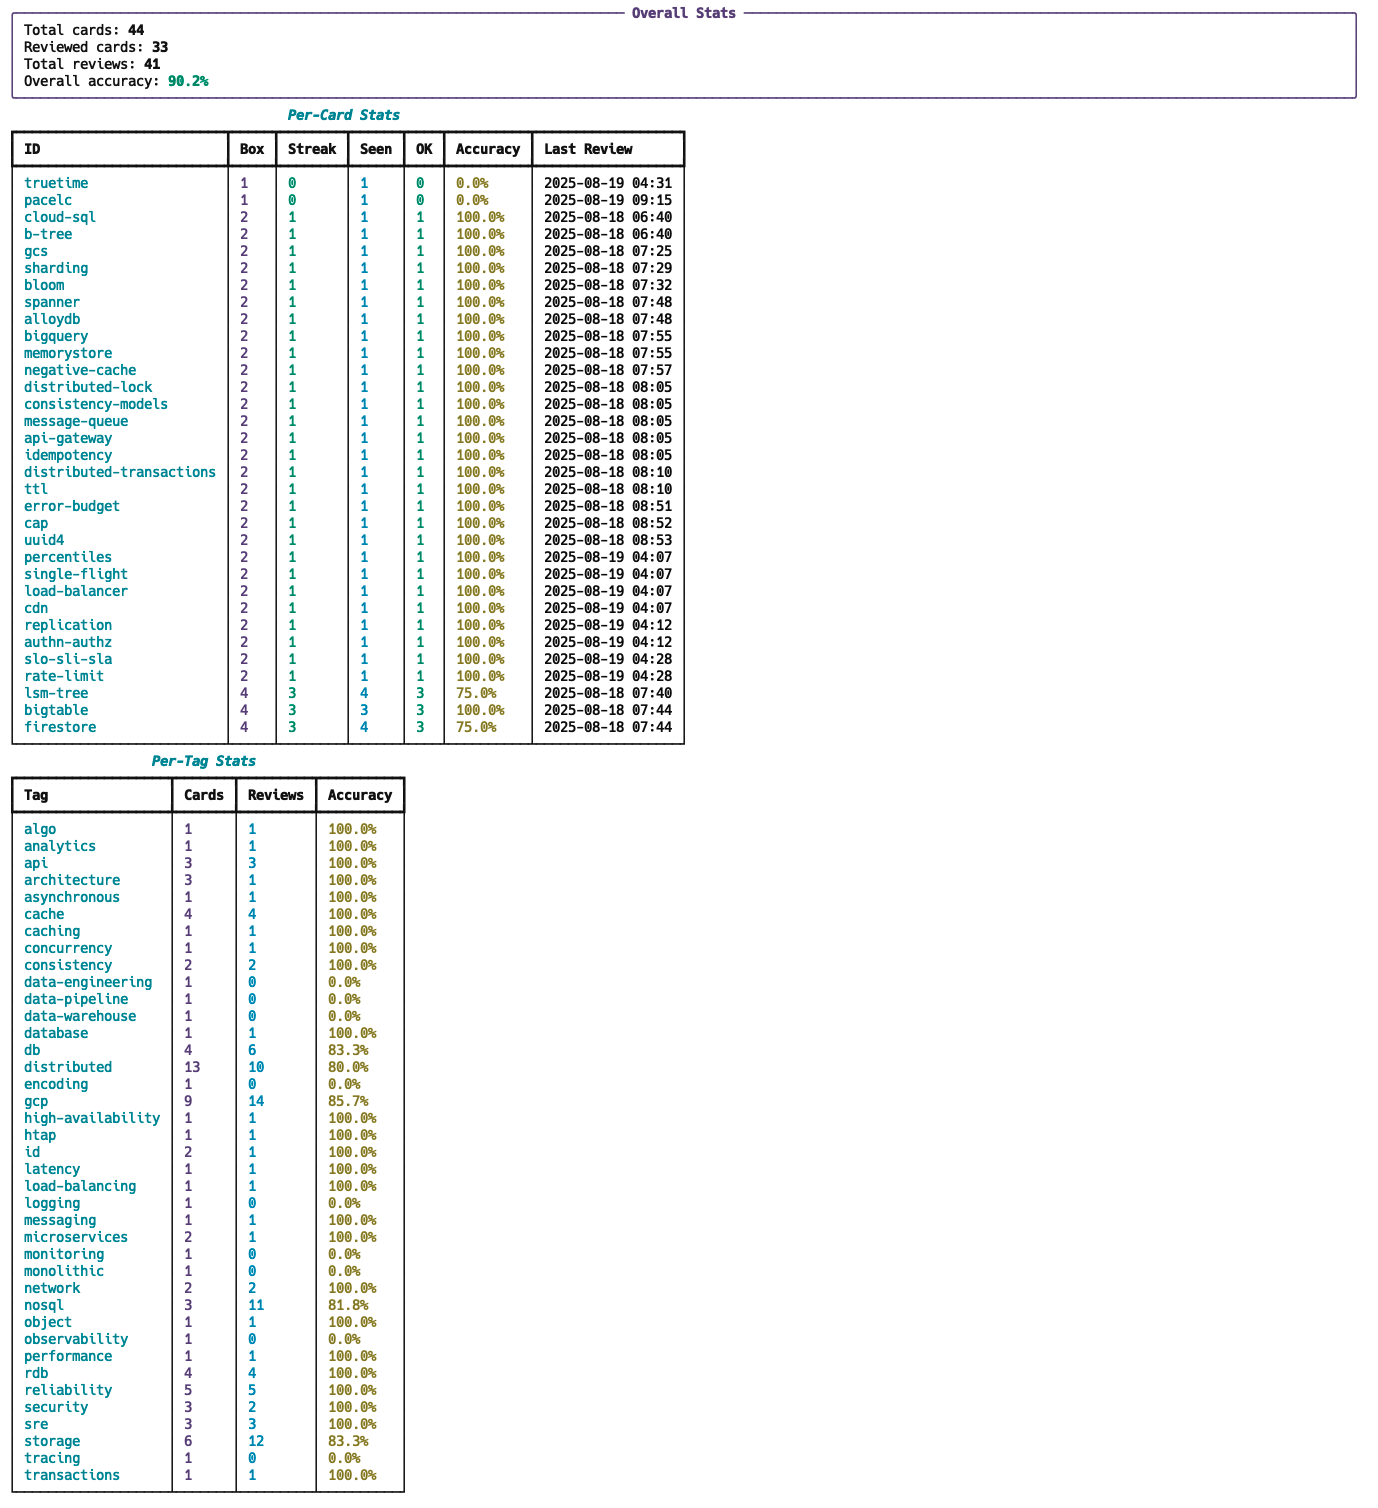 Overall Stats
Total cards: 44
Reviewed cards: 33
Total reviews: 41
Overall accuracy: 90.2%
Per-Card Stats
ID Box Streak Seen OK Accuracy Last Review
truetime 1 0 1 0 0.0% 2025-08-19 04:31
pacelc 1 0 1 0 0.0% 2025-08-19 09:15
cloud-sql 2 1 1 1 100.0% 2025-08-18 06:40
b-tree 2 1 1 1 100.0% 2025-08-18 06:40
gcs 2 1 1 1 100.0% 2025-08-18 07:25
sharding 2 1 1 1 100.0% 2025-08-18 07:29
bloom 2 1 1 1 100.0% 2025-08-18 07:32
spanner 2 1 1 1 100.0% 2025-08-18 07:48
alloydb 2 1 1 1 100.0% 2025-08-18 07:48
bigquery 2 1 1 1 100.0% 2025-08-18 07:55
memorystore 2 1 1 1 100.0% 2025-08-18 07:55
negative-cache 2 1 1 1 100.0% 2025-08-18 07:57
distributed-lock 2 1 1 1 100.0% 2025-08-18 08:05
consistency-models 2 1 1 1 100.0% 2025-08-18 08:05
message-queue 2 1 1 1 100.0% 2025-08-18 08:05
api-gateway 2 1 1 1 100.0% 2025-08-18 08:05
idempotency 2 1 1 1 100.0% 2025-08-18 08:05
distributed-transactions 2 1 1 1 100.0% 2025-08-18 08:10
ttl 2 1 1 1 100.0% 2025-08-18 08:10
error-budget 2 1 1 1 100.0% 2025-08-18 08:51
cap 2 1 1 1 100.0% 2025-08-18 08:52
uuid4 2 1 1 1 100.0% 2025-08-18 08:53
percentiles 2 1 1 1 100.0% 2025-08-19 04:07
single-flight 2 1 1 1 100.0% 2025-08-19 04:07
load-balancer 2 1 1 1 100.0% 2025-08-19 04:07
cdn 2 1 1 1 100.0% 2025-08-19 04:07
replication 2 1 1 1 100.0% 2025-08-19 04:12
authn-authz 2 1 1 1 100.0% 2025-08-19 04:12
slo-sli-sla 2 1 1 1 100.0% 2025-08-19 04:28
rate-limit 2 1 1 1 100.0% 2025-08-19 04:28
lsm-tree 4 3 4 3 75.0% 2025-08-18 07:40
bigtable 4 3 3 3 100.0% 2025-08-18 07:44
firestore 4 3 4 3 75.0% 2025-08-18 07:44
Per-Tag Stats
Tag Cards Reviews Accuracy
algo 1 1 100.0%
analytics 1 1 100.0%
api 3 3 100.0%
architecture 3 1 100.0%
asynchronous 1 1 100.0%
cache 4 4 100.0%
caching 1 1 100.0%
concurrency 1 1 100.0%
consistency 2 2 100.0%
data-engineering 1 0 0.0%
data-pipeline 1 0 0.0%
data-warehouse 1 0 0.0%
database 1 1 100.0%
db 4 6 83.3%
distributed 13 10 80.0%
encoding 1 0 0.0%
gcp 9 14 85.7%
high-availability 1 1 100.0%
htap 1 1 100.0%
id 2 1 100.0%
latency 1 1 100.0%
load-balancing 1 1 100.0%
logging 1 0 0.0%
messaging 1 1 100.0%
microservices 2 1 100.0%
monitoring 1 0 0.0%
monolithic 1 0 0.0%
network 2 2 100.0%
nosql 3 11 81.8%
object 1 1 100.0%
observability 1 0 0.0%
performance 1 1 100.0%
rdb 4 4 100.0%
reliability 5 5 100.0%
security 3 2 100.0%
sre 3 3 100.0%
storage 6 12 83.3%
tracing 1 0 0.0%
transactions 1 1 100.0%